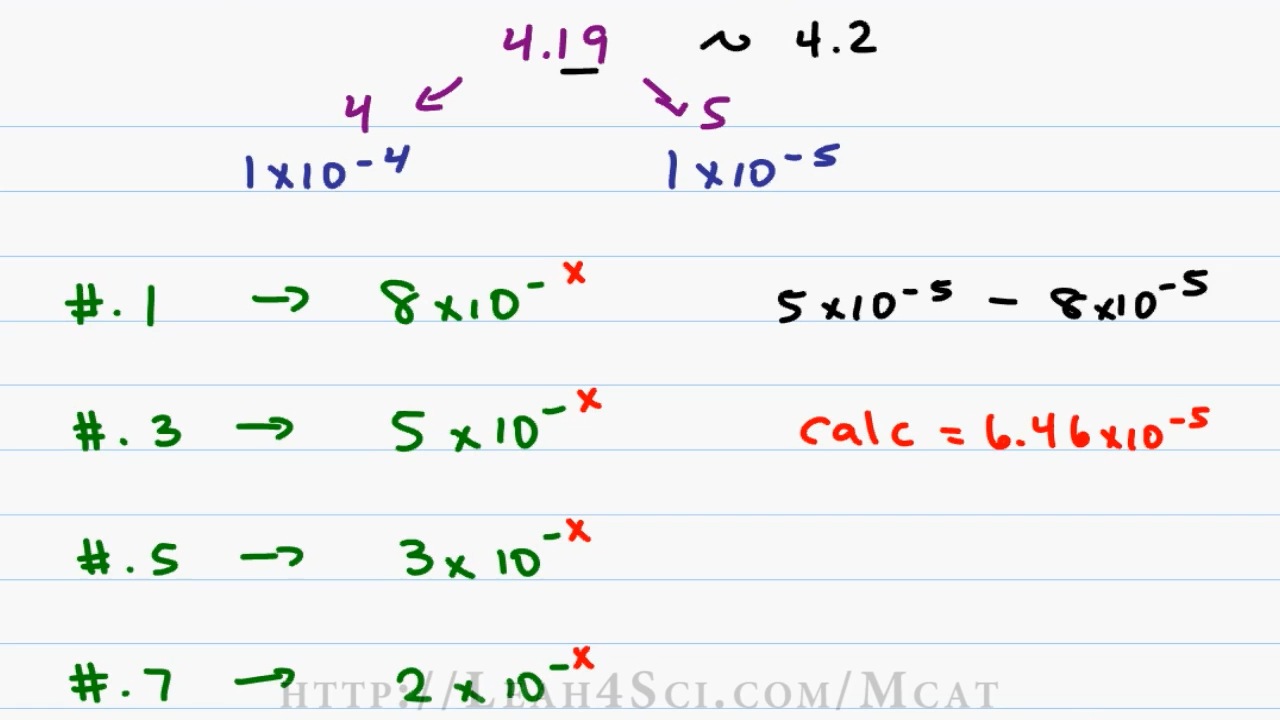 4.19 ~ 4.2
4 5
1x10⁻⁴ 1x10⁻⁵
#.1 → 8x10⁻ˣ 5x10⁻⁵ - 8x10⁻⁵
#.3 → 5x10⁻ˣ calc = 6.46x10⁻⁵
#.5 → 3x10⁻ˣ
#.7 → 2x10⁻ˣ
http://Leah4Sci.com/Mcat